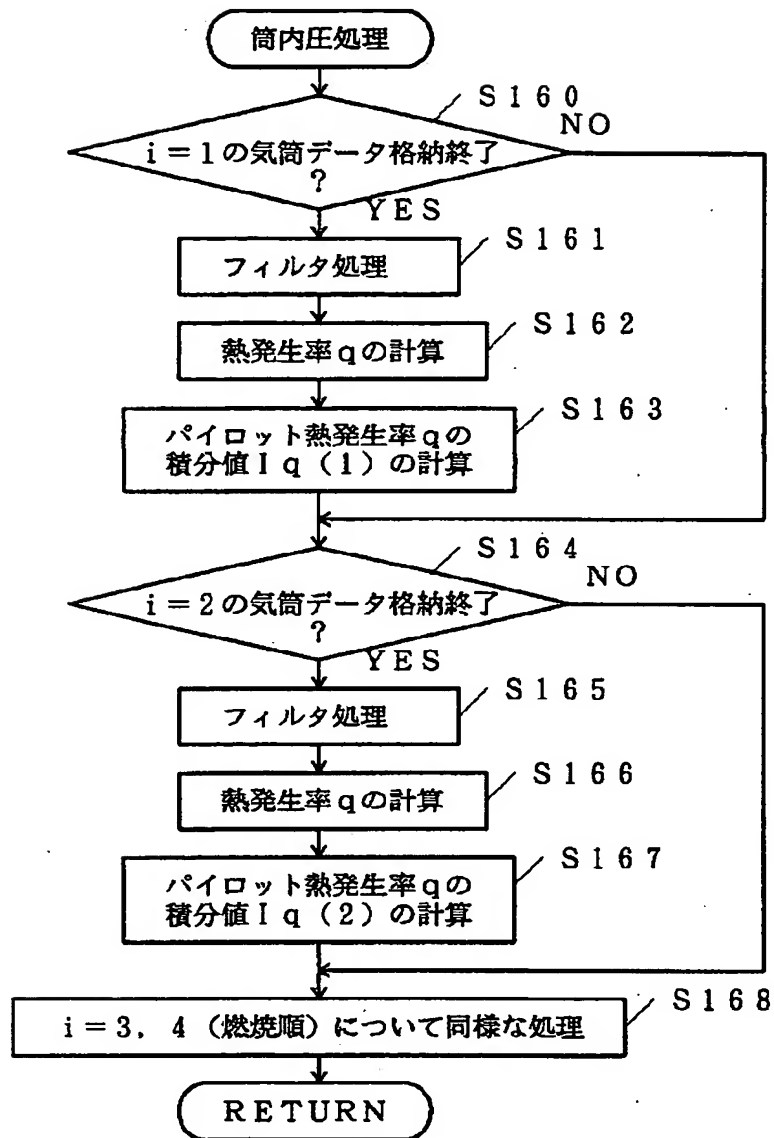 筒内圧処理
S160
i=1の気筒データ格納終了
?
NO
YES
S161
フィルタ処理
S162
熱発生率qの計算
S163
パイロット熱発生率qの
積分値Iq(1)の計算
S164
i=2の気筒データ格納終了
?
NO
YES
S165
フィルタ処理
S166
熱発生率qの計算
S167
パイロット熱発生率qの
積分値Iq(2)の計算
S168
i=3, 4(燃焼順)について同様な処理
RETURN